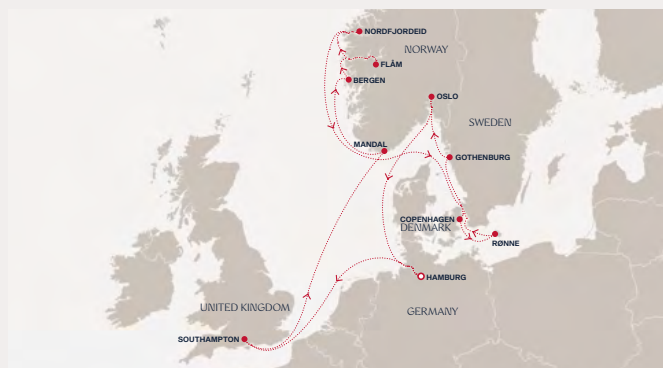 NORDFJORDEID
NORWAY
FLÅM
BERGEN
OSLO
SWEDEN
MANDAL
GOTHENBURG
COPENHAGEN
DENMARK
RØNNE
HAMBURG
UNITED KINGDOM
GERMANY
SOUTHAMPTON